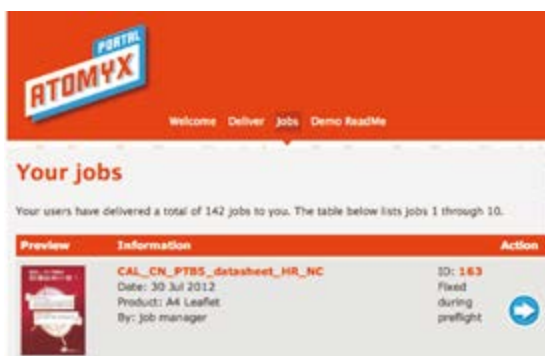 PORTAL
ATOMYX
Welcome Deliver Jobs Demo ReadMe
Your jobs
Your users have delivered a total of 142 jobs to you. The table below lists jobs 1 through 10.
Preview Information Action
CAL_CN_PTB5_datasheet_HR_NC ID: 163
Date: 30 Jul 2012 Fixed
Product: A4 Leaflet during
By: job manager preflight